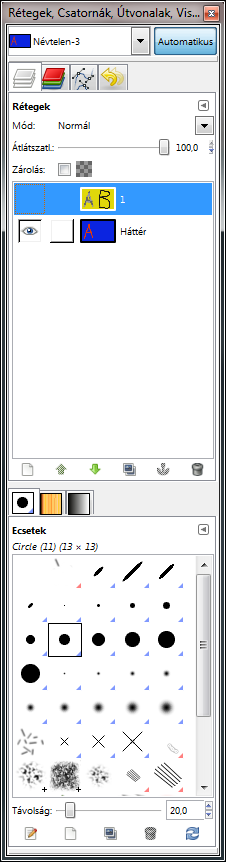 Rétegek, Csatornák, Útvonalak, Vis...
Névtelen-3
Automatikus
Rétegek
Mód: Normál
Átlátszatl.: 100,0
Zárolás:
A B 1
A Háttér
Ecsetek
Circle (11) (13 × 13)
Távolság: 20,0